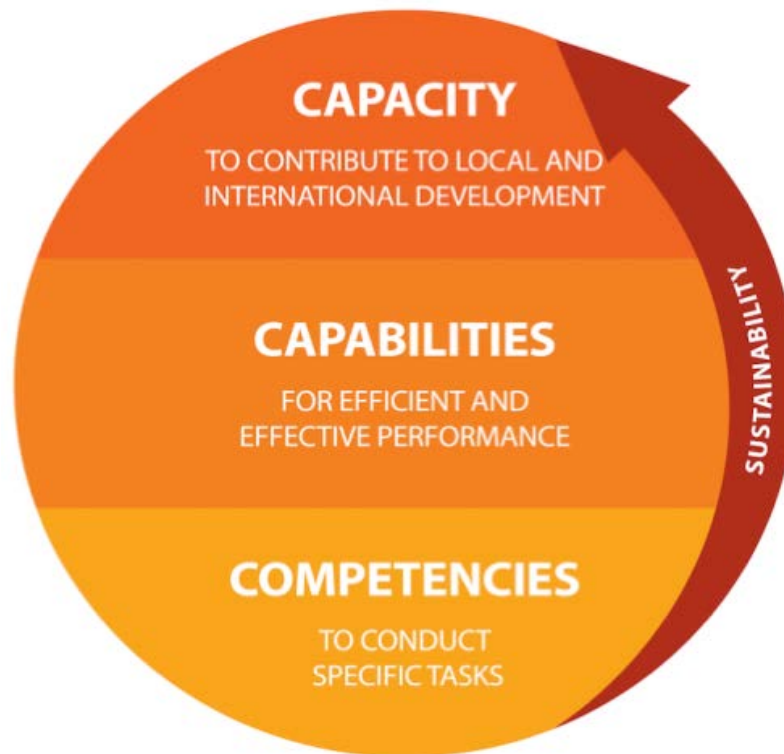 CAPACITY
TO CONTRIBUTE TO LOCAL AND
INTERNATIONAL DEVELOPMENT
CAPABILITIES
FOR EFFICIENT AND
EFFECTIVE PERFORMANCE
COMPETENCIES
TO CONDUCT
SPECIFIC TASKS
SUSTAINABILITY